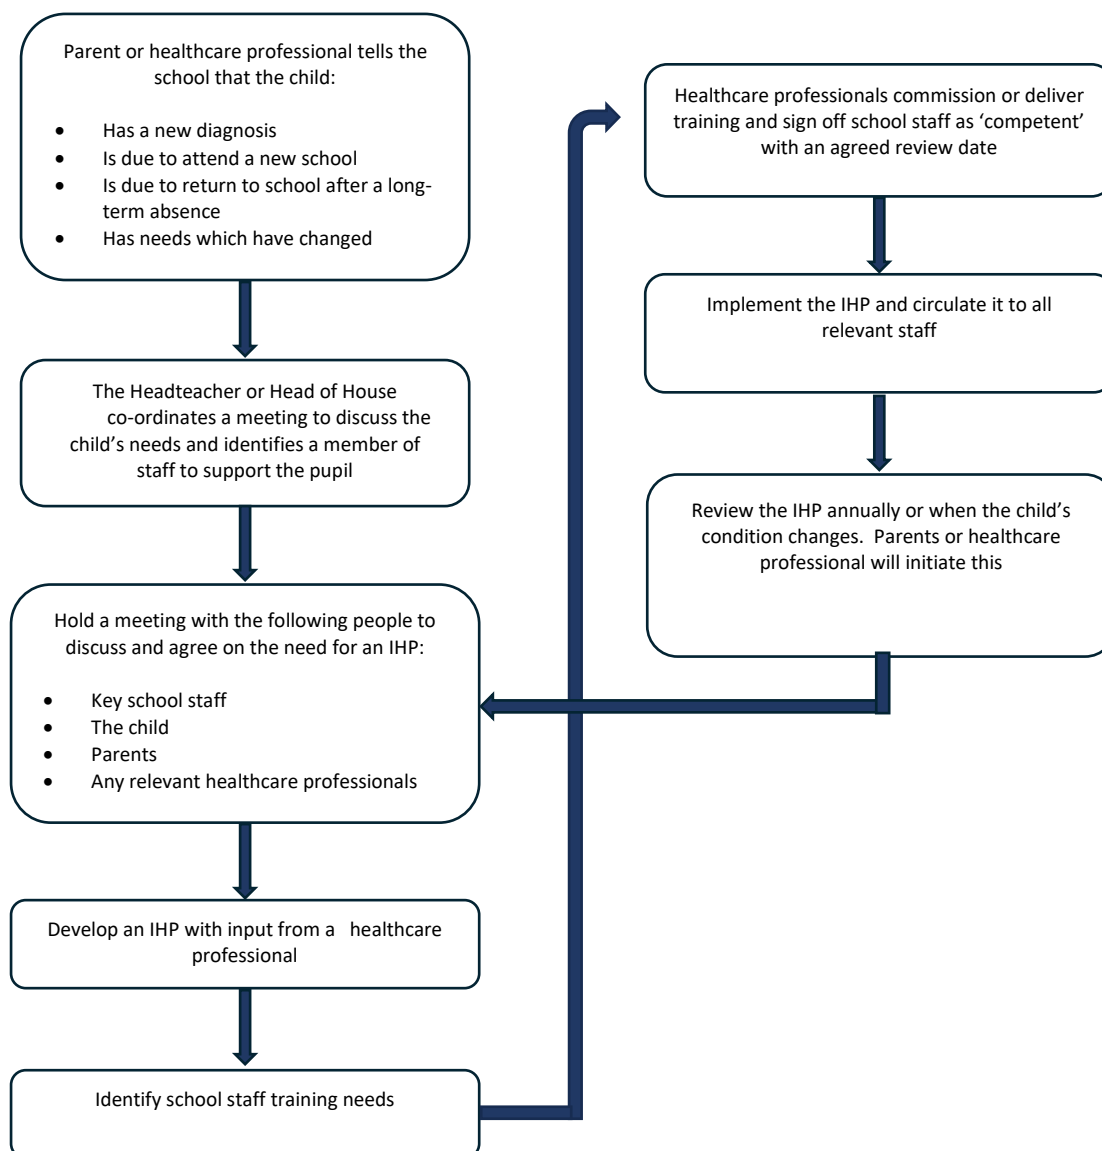 Parent or healthcare professional tells the
school that the child:
• Has a new diagnosis
• Is due to attend a new school
• Is due to return to school after a long-
term absence
• Has needs which have changed
The Headteacher or Head of House
co-ordinates a meeting to discuss the
child’s needs and identifies a member of
staff to support the pupil
Hold a meeting with the following people to
discuss and agree on the need for an IHP:
• Key school staff
• The child
• Parents
• Any relevant healthcare professionals
Develop an IHP with input from a healthcare
professional
Identify school staff training needs
Healthcare professionals commission or deliver
training and sign off school staff as ‘competent’
with an agreed review date
Implement the IHP and circulate it to all
relevant staff
Review the IHP annually or when the child’s
condition changes. Parents or healthcare
professional will initiate this